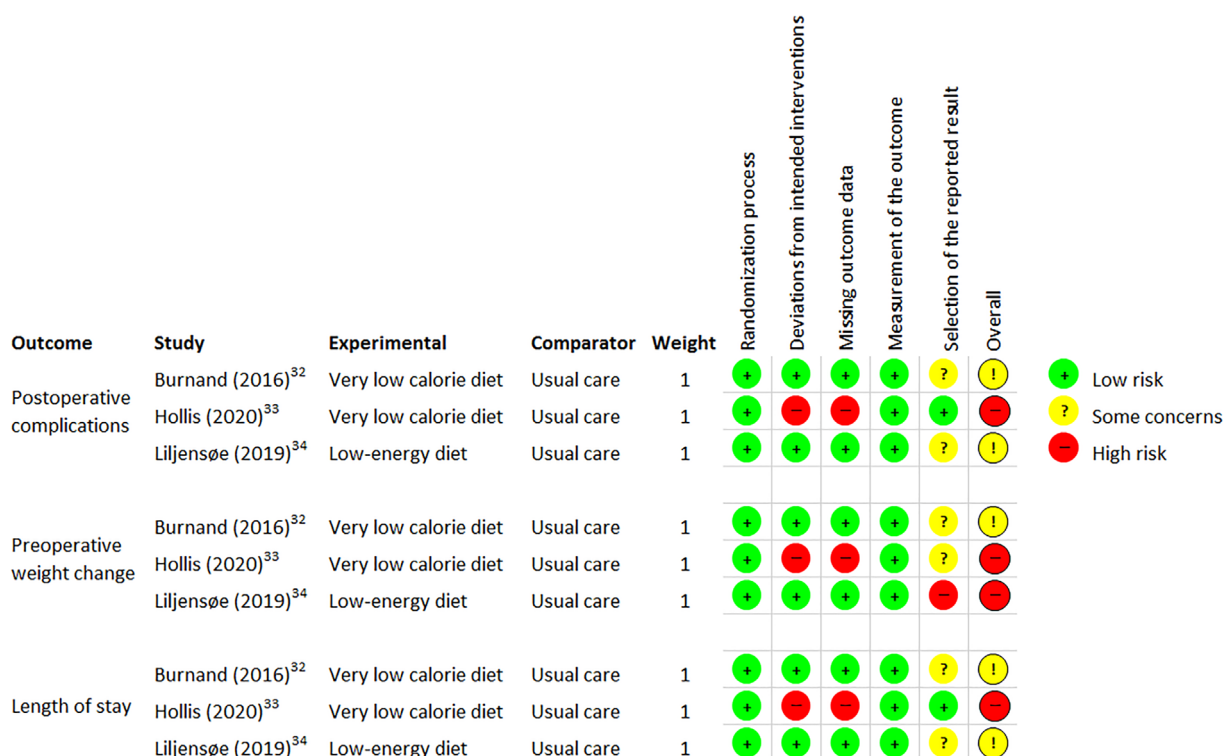 Randomization process
Deviations from intended interventions
Missing outcome data
Measurement of the outcome
Selection of the reported result
Overall
Outcome Study Experimental Comparator Weight
Postoperative complications
Burnand (2016)32 Very low calorie diet Usual care 1 + + + + ? !
Hollis (2020)33 Very low calorie diet Usual care 1 + − − + + −
Liljensøe (2019)34 Low-energy diet Usual care 1 + + + + ? !
Preoperative weight change
Burnand (2016)32 Very low calorie diet Usual care 1 + + + + ? !
Hollis (2020)33 Very low calorie diet Usual care 1 + − − + ? −
Liljensøe (2019)34 Low-energy diet Usual care 1 + + + + − −
Length of stay
Burnand (2016)32 Very low calorie diet Usual care 1 + + + + ? !
Hollis (2020)33 Very low calorie diet Usual care 1 + − − + + −
Liljensøe (2019)34 Low-energy diet Usual care 1 + + + + ? !
+ Low risk
? Some concerns
− High risk